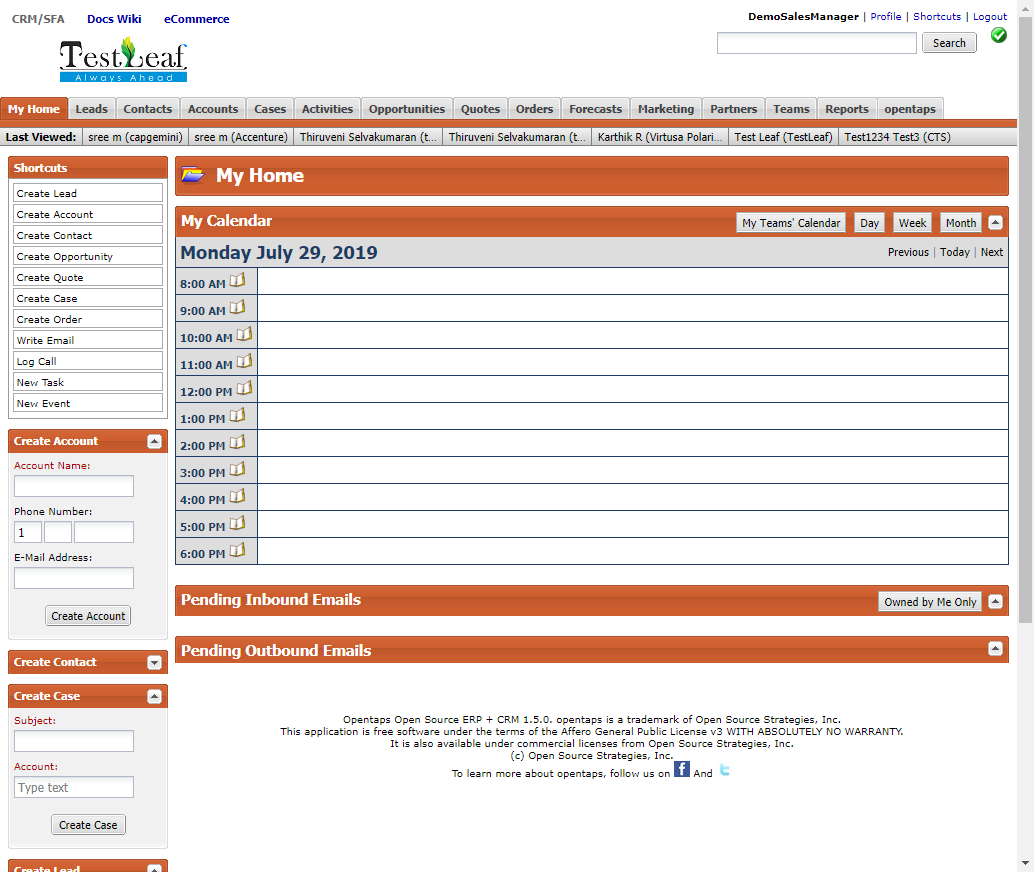 CRM/SFA Docs Wiki eCommerce
DemoSalesManager | Profile | Shortcuts | Logout
Search
TestLeaf
Always Ahead
My Home Leads Contacts Accounts Cases Activities Opportunities Quotes Orders Forecasts Marketing Partners Teams Reports opentaps
Last Viewed: sree m (capgemini) sree m (Accenture) Thiruveni Selvakumaran (t... Thiruveni Selvakumaran (t... Karthik R (Virtusa Polari... Test Leaf (TestLeaf) Test1234 Test3 (CTS)
Shortcuts
Create Lead
Create Account
Create Contact
Create Opportunity
Create Quote
Create Case
Create Order
Write Email
Log Call
New Task
New Event
Create Account
Account Name:
Phone Number:
1
E-Mail Address:
Create Account
Create Contact
Create Case
Subject:
Account:
Type text
Create Case
Create Lead
My Home
My Calendar
My Teams' Calendar Day Week Month
Monday July 29, 2019
Previous | Today | Next
8:00 AM
9:00 AM
10:00 AM
11:00 AM
12:00 PM
1:00 PM
2:00 PM
3:00 PM
4:00 PM
5:00 PM
6:00 PM
Pending Inbound Emails
Owned by Me Only
Pending Outbound Emails
Opentaps Open Source ERP + CRM 1.5.0. opentaps is a trademark of Open Source Strategies, Inc.
This application is free software under the terms of the Affero General Public License v3 WITH ABSOLUTELY NO WARRANTY.
It is also available under commercial licenses from Open Source Strategies, Inc.
(c) Open Source Strategies, Inc.
To learn more about opentaps, follow us on f And t